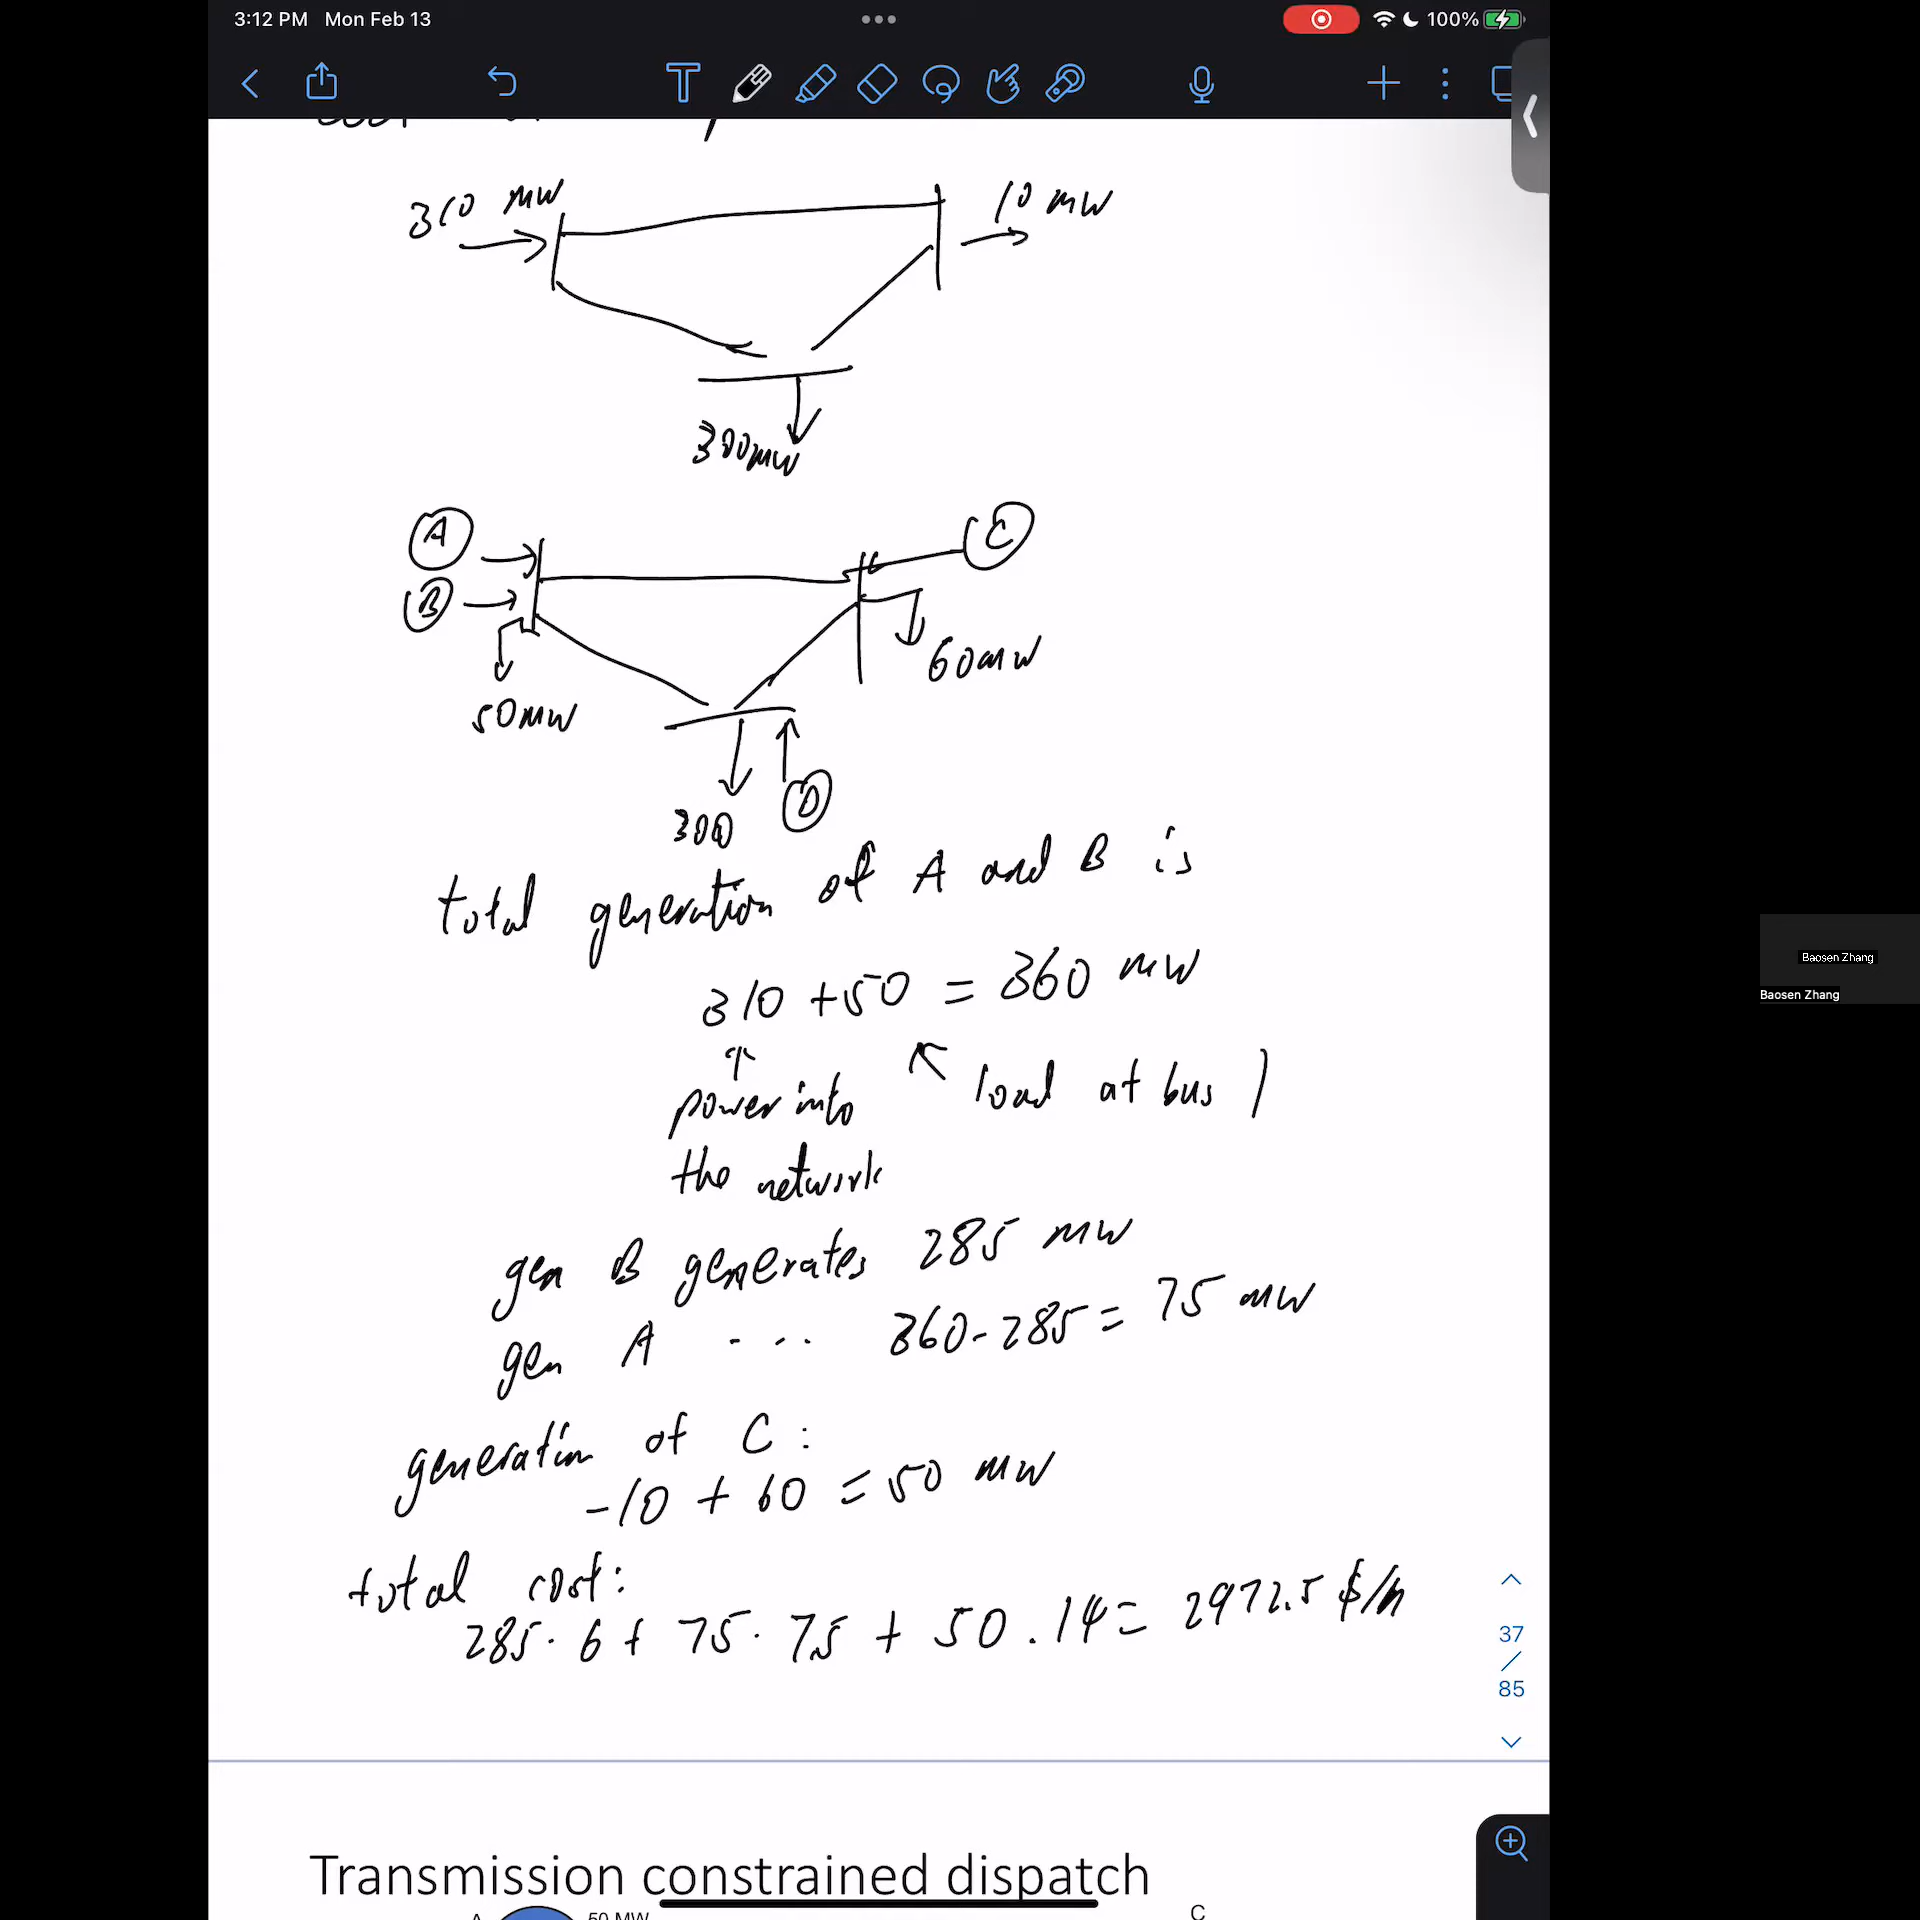 3:12 PM Mon Feb 13
100%
310 MW
10 MW
300MW
A
C
B
60MW
50MW
300
D
total generation of A and B is
310 + 50 = 360 MW
power into
load at bus 1
the network
gen B generates 285 MW
gen A ... 360-285 = 75 MW
generation of C:
-10 + 60 = 50 MW
total cost:
285·6 + 75·75 + 50.14 = 2972.5 $/h
37
/
85
Transmission constrained dispatch
A
50 MW
C
Baosen Zhang
Baosen Zhang